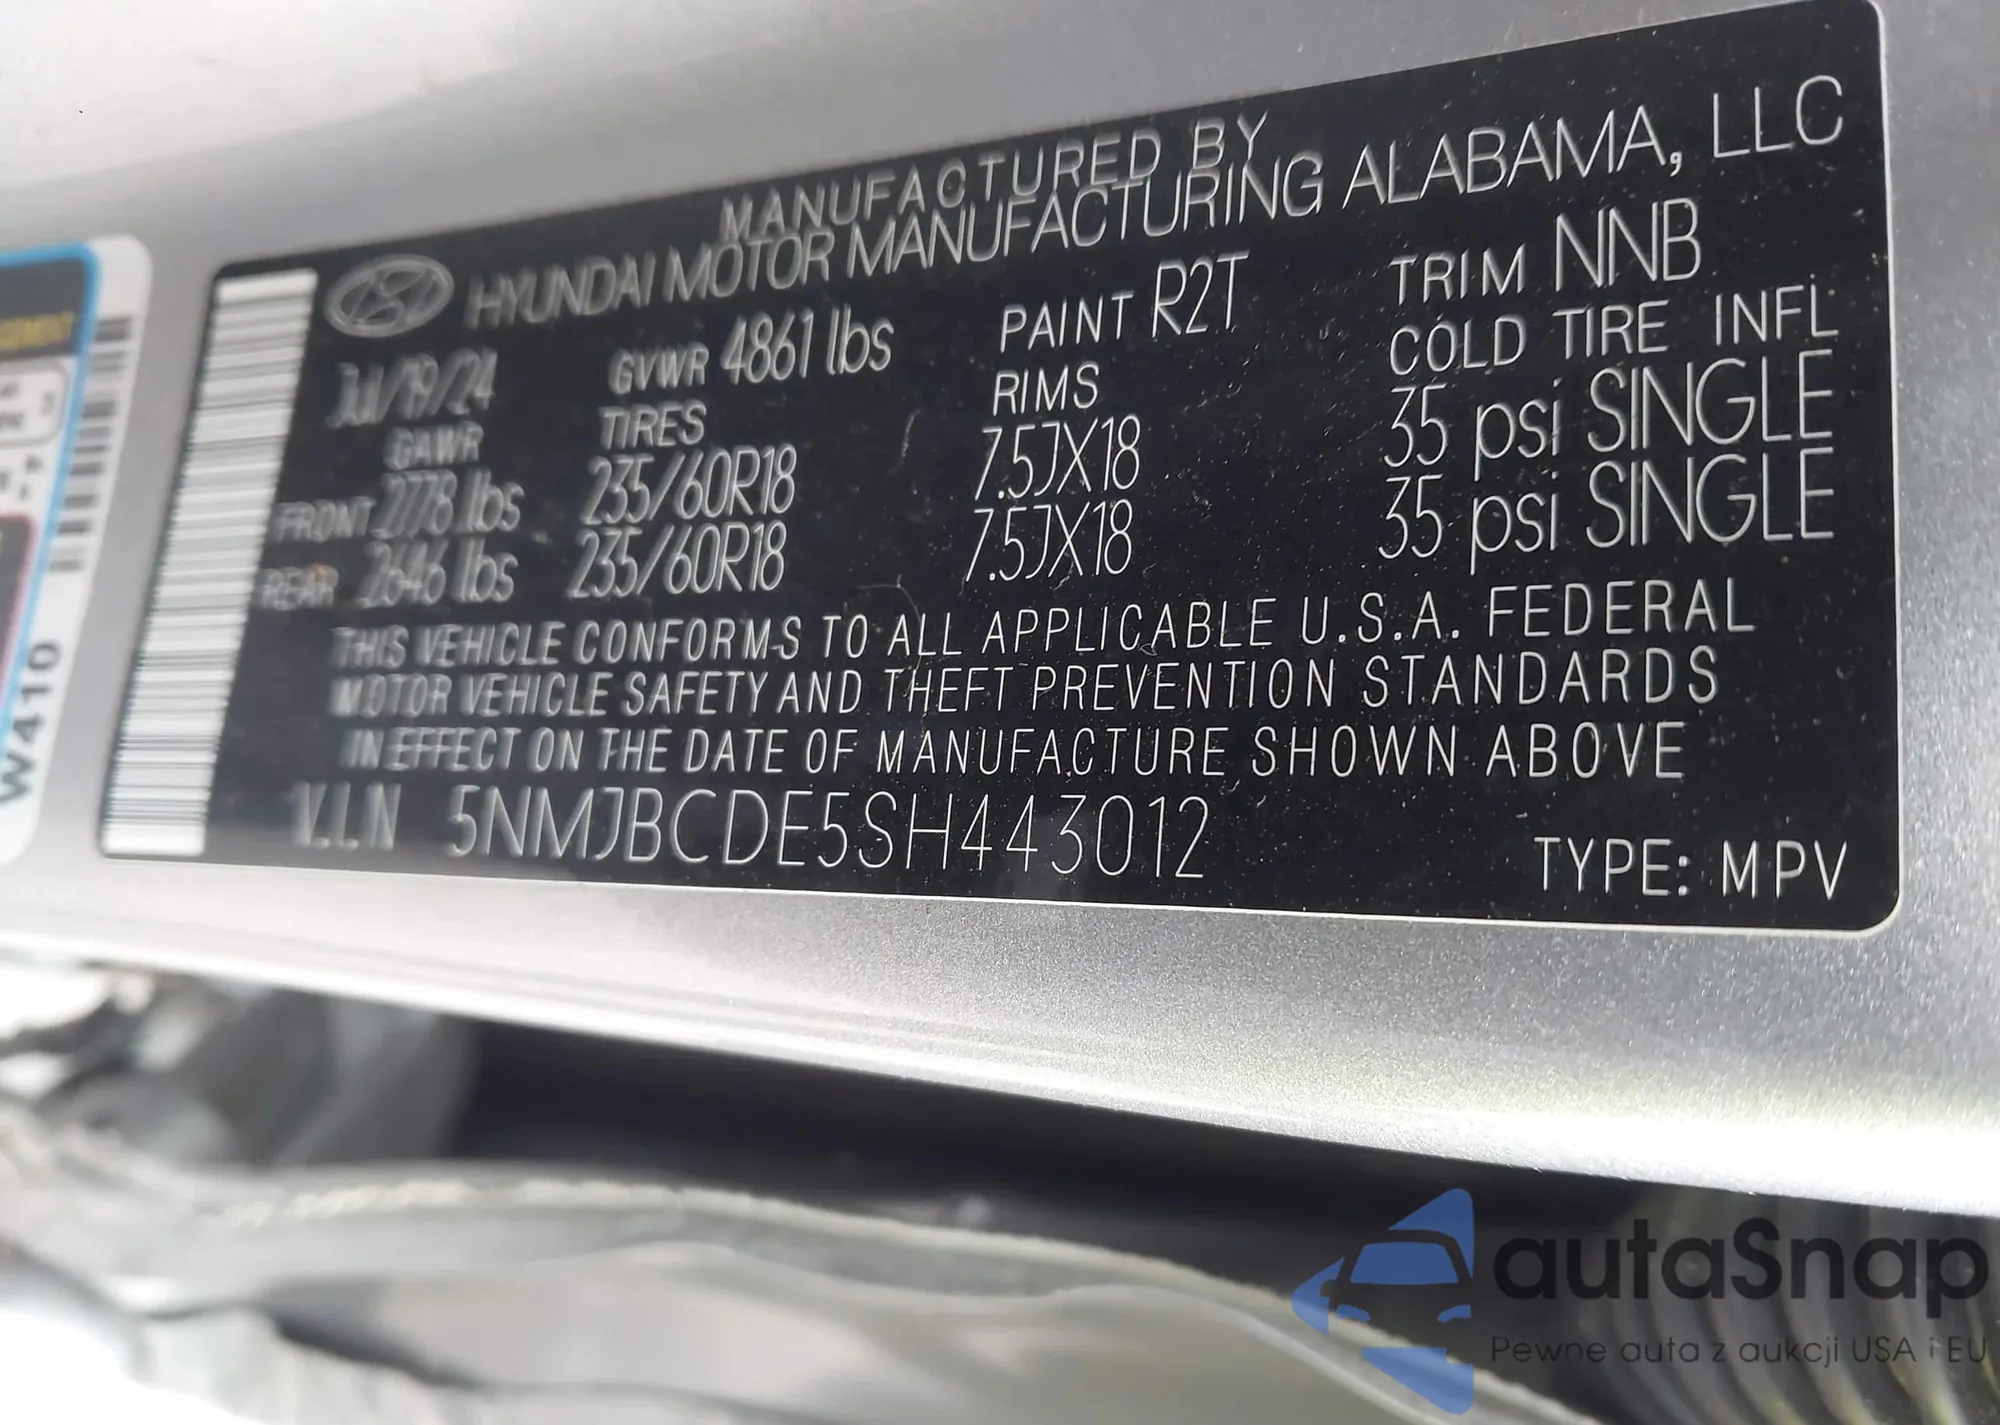 MANUFACTURED BY
HYUNDAI MOTOR MANUFACTURING ALABAMA, LLC
Jul/19/24 GVWR 4861 lbs PAINT R2T TRIM NNB
GAWR TIRES RIMS COLD TIRE INFL
FRONT 2778 lbs 235/60R18 7.5JX18 35 psi SINGLE
REAR 2646 lbs 235/60R18 7.5JX18 35 psi SINGLE
THIS VEHICLE CONFORMS TO ALL APPLICABLE U.S.A. FEDERAL
MOTOR VEHICLE SAFETY AND THEFT PREVENTION STANDARDS
IN EFFECT ON THE DATE OF MANUFACTURE SHOWN ABOVE
V.I.N 5NMJBCDE5SH443012 TYPE: MPV
W410
autaSnap
Pewne auta z aukcji USA i EU